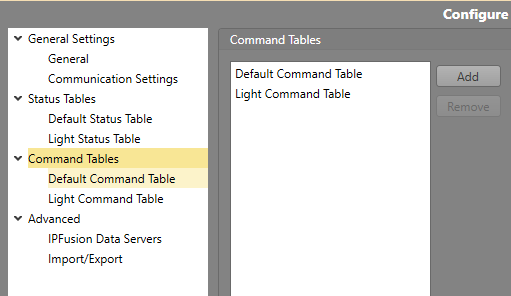 Configure
General Settings
General
Communication Settings
Status Tables
Default Status Table
Light Status Table
Command Tables
Default Command Table
Light Command Table
Advanced
IPFusion Data Servers
Import/Export
Command Tables
Default Command Table
Light Command Table
Add
Remove